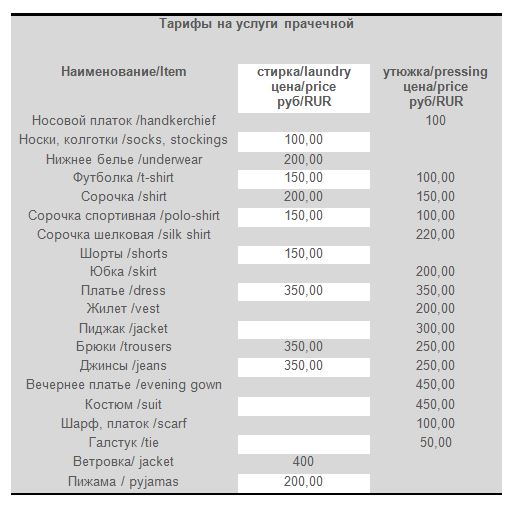 Тарифы на услуги прачечной
Наименование/Item стирка/laundry утюжка/pressing
цена/price цена/price
руб/RUR руб/RUR
Носовой платок /handkerchief 100
Носки, колготки /socks, stockings 100,00
Нижнее белье /underwear 200,00
Футболка /t-shirt 150,00 100,00
Сорочка /shirt 200,00 150,00
Сорочка спортивная /polo-shirt 150,00 100,00
Сорочка шелковая /silk shirt 220,00
Шорты /shorts 150,00
Юбка /skirt 200,00
Платье /dress 350,00 350,00
Жилет /vest 200,00
Пиджак /jacket 300,00
Брюки /trousers 350,00 250,00
Джинсы /jeans 350,00 250,00
Вечернее платье /evening gown 450,00
Костюм /suit 450,00
Шарф, платок /scarf 100,00
Галстук /tie 50,00
Ветровка/ jacket 400
Пижама / pyjamas 200,00